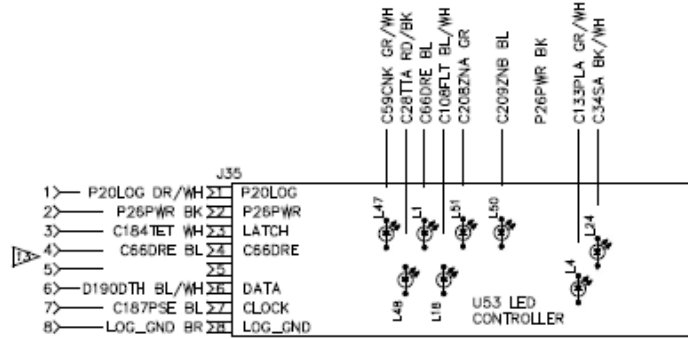 C59CNK GR/WH
C28TTA RD/BK
C66DRE BL
C108FLT BL/WH
C208ZNA GR
C209ZNB BL
P26PWR BK
C133PLA GR/WH
C34SA BK/WH
J35
1 P20LOG DR/WH 1 P20LOG
2 P26PWR BK 2 P26PWR
3 C184TET WH 3 LATCH
4 C66DRE BL 4 C66DRE
13
5 5
6 D190DTH BL/WH 6 DATA
7 C187PSE BL 7 CLOCK
8 LOG_GND BR 8 LOG_GND
L47
L1
L51
L50
L24
L48
L18
L4
U53 LED
CONTROLLER